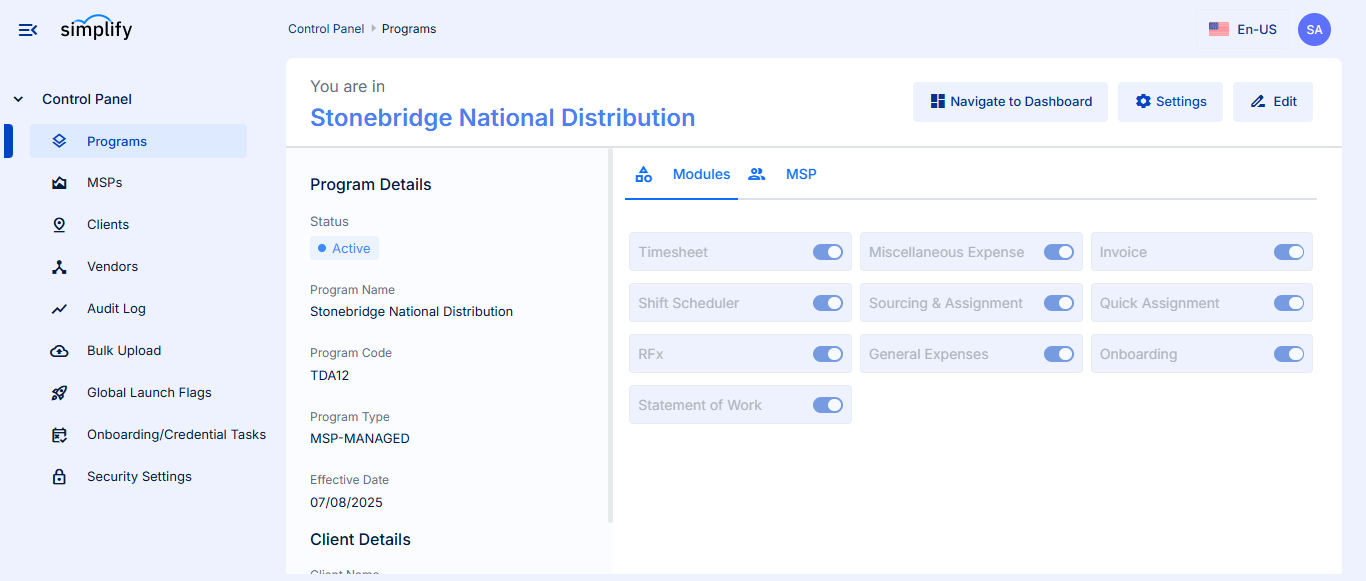 simplify
Control Panel
Programs
En-US
SA
Control Panel
Programs
MSPs
Clients
Vendors
Audit Log
Bulk Upload
Global Launch Flags
Onboarding/Credential Tasks
Security Settings
You are in
Stonebridge National Distribution
Navigate to Dashboard
Settings
Edit
Program Details
Status
Active
Program Name
Stonebridge National Distribution
Program Code
TDA12
Program Type
MSP-MANAGED
Effective Date
07/08/2025
Client Details
Client Name
Modules
MSP
Timesheet
Miscellaneous Expense
Invoice
Shift Scheduler
Sourcing & Assignment
Quick Assignment
RFx
General Expenses
Onboarding
Statement of Work